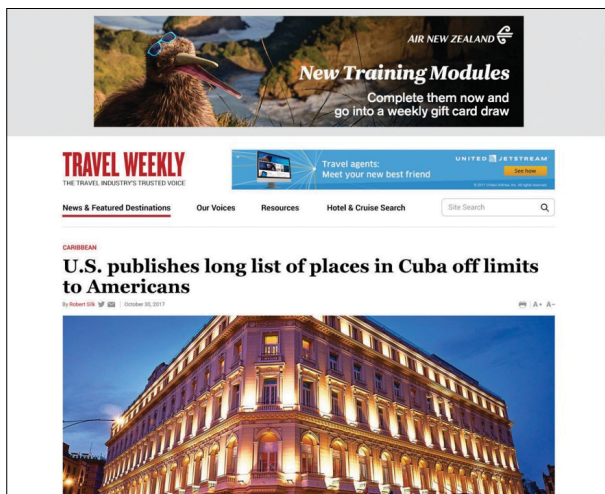 AIR NEW ZEALAND
New Training Modules
Complete them now and
go into a weekly gift card draw
TRAVEL WEEKLY
THE TRAVEL INDUSTRY'S TRUSTED VOICE
Travel agents:
Meet your new best friend
UNITED JETSTREAM
See how
News & Featured Destinations
Our Voices
Resources
Hotel & Cruise Search
Site Search
CARIBBEAN
U.S. publishes long list of places in Cuba off limits
to Americans
By Robert Silk | October 30, 2017
A+ A-